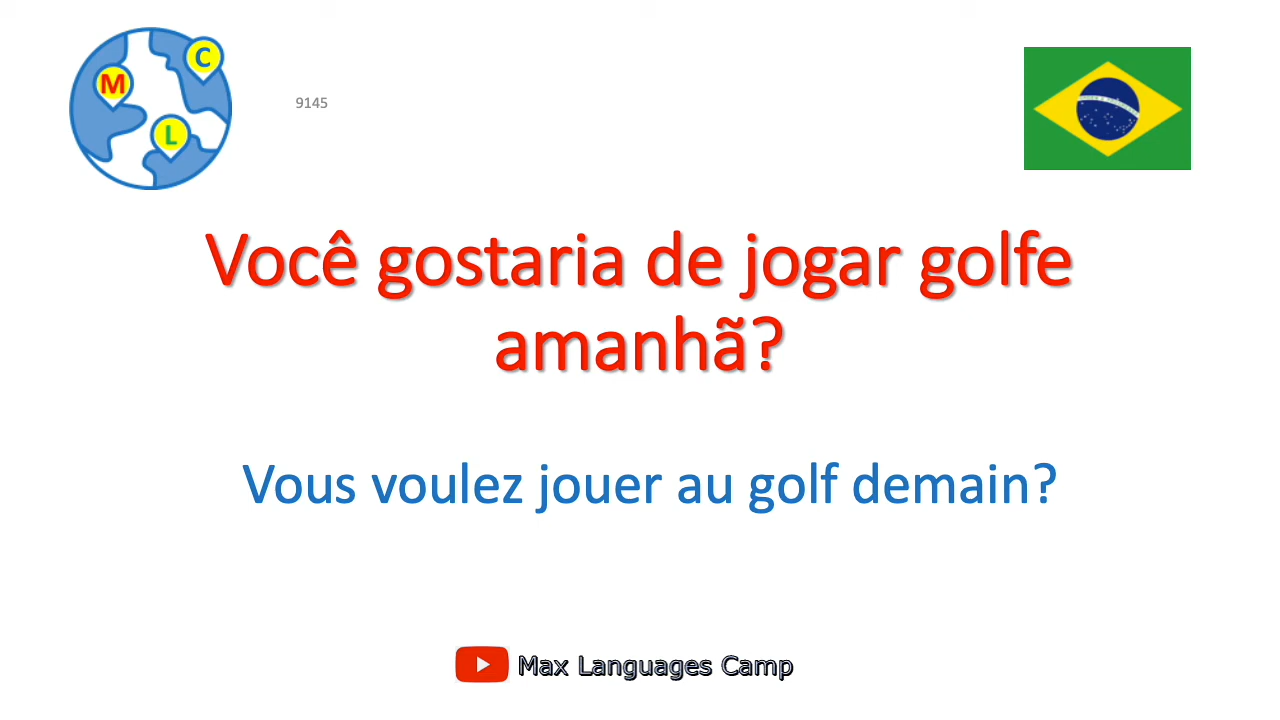 M
C
L
9145
Você gostaria de jogar golfe
amanhã?
Vous voulez jouer au golf demain?
Max Languages Camp